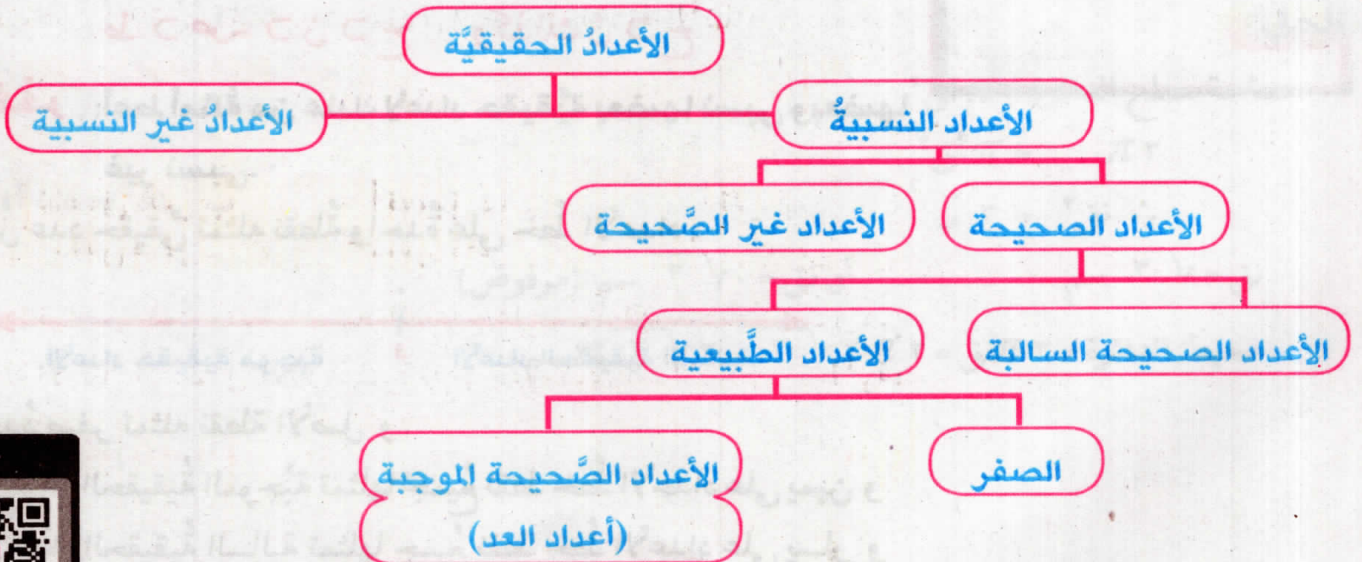 الأعدادُ الحقيقيَّة
الأعداد النسبيةُ
الأعدادُ غير النسبية
الأعداد الصحيحة
الأعداد غير الصَّحيحة
الأعداد الصحيحة السالبة
الأعداد الطَّبيعية
الصفر
الأعداد الصَّحيحة الموجبة
(أعداد العد)